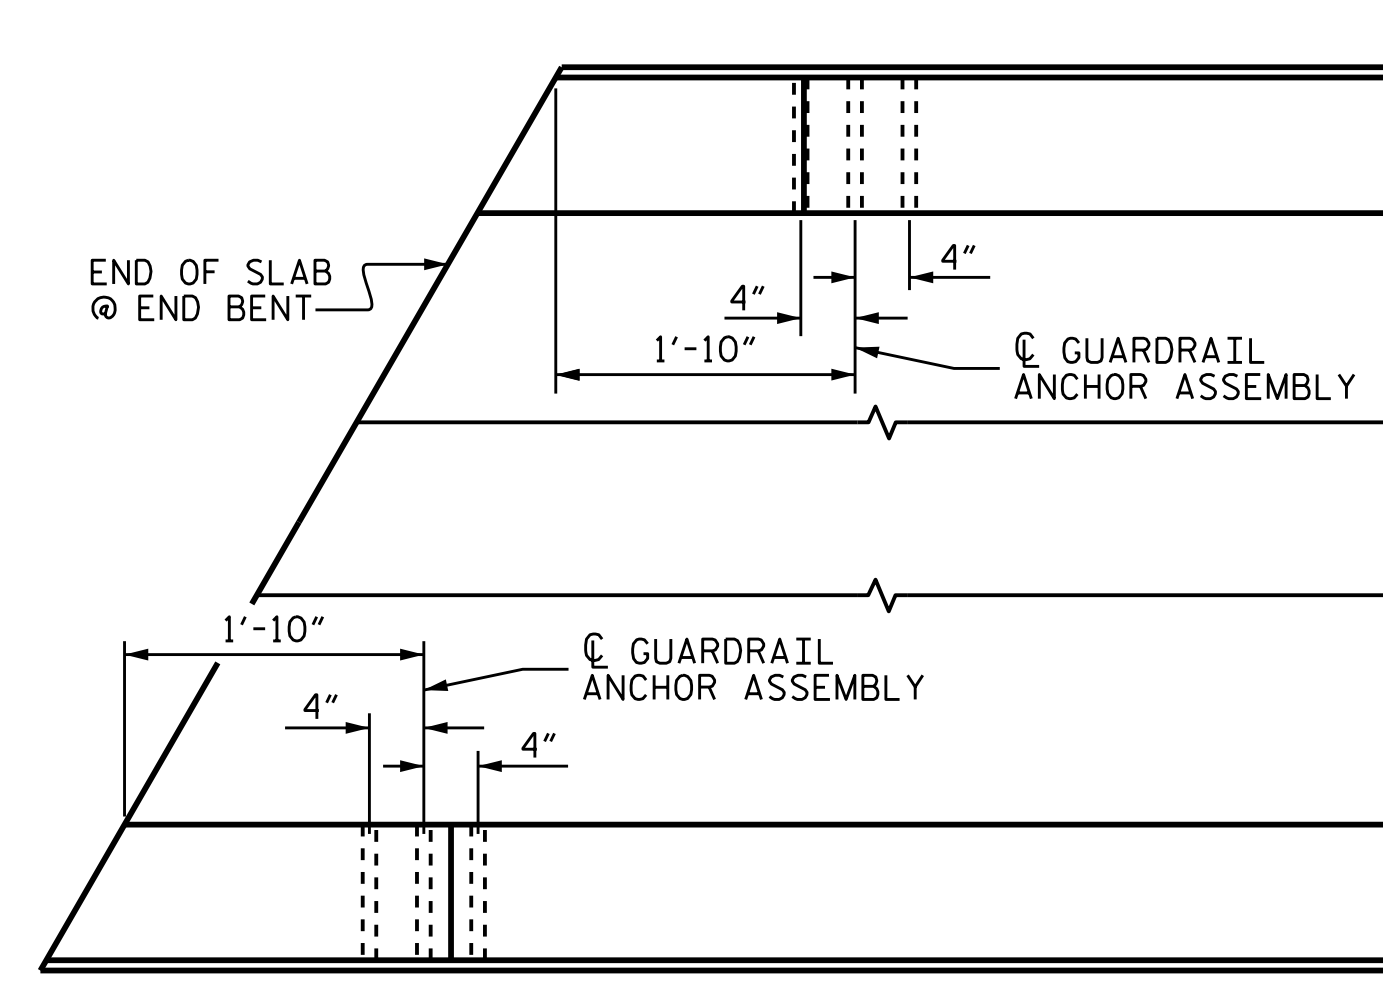 END OF SLAB
@ END BENT
4"
4"
1'-10"
℄ GUARDRAIL
ANCHOR ASSEMBLY
1'-10"
℄ GUARDRAIL
ANCHOR ASSEMBLY
4"
4"